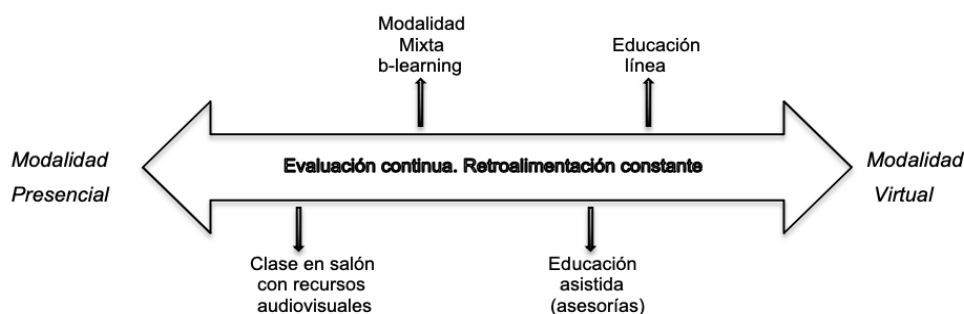 Modalidad
Mixta
b-learning
Educación
línea
Modalidad
Presencial
Evaluación continua. Retroalimentación constante
Modalidad
Virtual
Clase en salón
con recursos
audiovisuales
Educación
asistida
(asesorías)